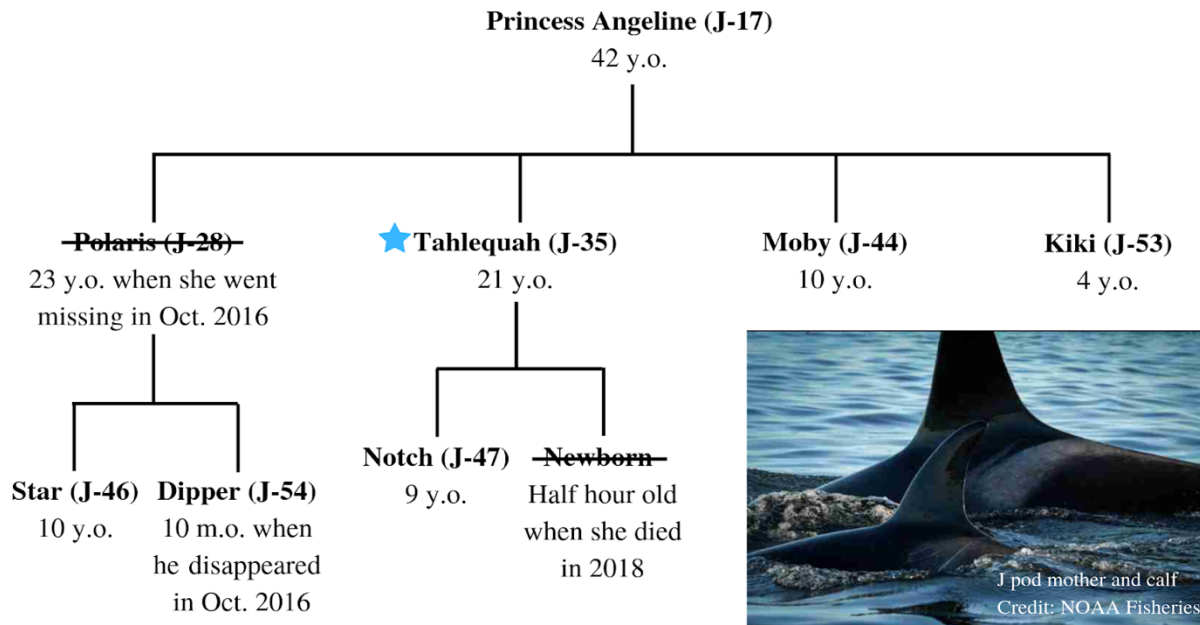 Princess Angeline (J-17)
42 y.o.
Polaris (J-28)
23 y.o. when she went
missing in Oct. 2016
Tahlequah (J-35)
21 y.o.
Moby (J-44)
10 y.o.
Kiki (J-53)
4 y.o.
Star (J-46)
10 y.o.
Dipper (J-54)
10 m.o. when
he disappeared
in Oct. 2016
Notch (J-47)
9 y.o.
Newborn
Half hour old
when she died
in 2018
J pod mother and calf
Credit: NOAA Fisheries